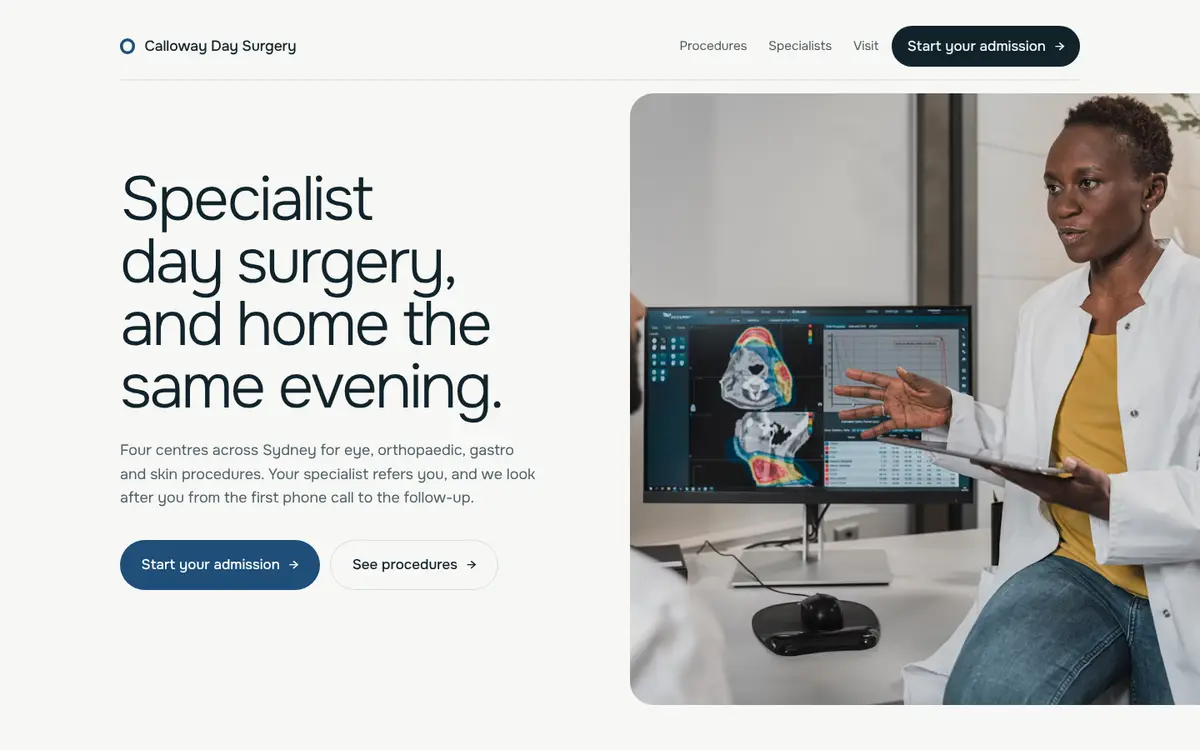 Calloway Day Surgery
Procedures
Specialists
Visit
Start your admission →
Specialist
day surgery,
and home the
same evening.
Four centres across Sydney for eye, orthopaedic, gastro
and skin procedures. Your specialist refers you, and we look
after you from the first phone call to the follow-up.
Start your admission →
See procedures →